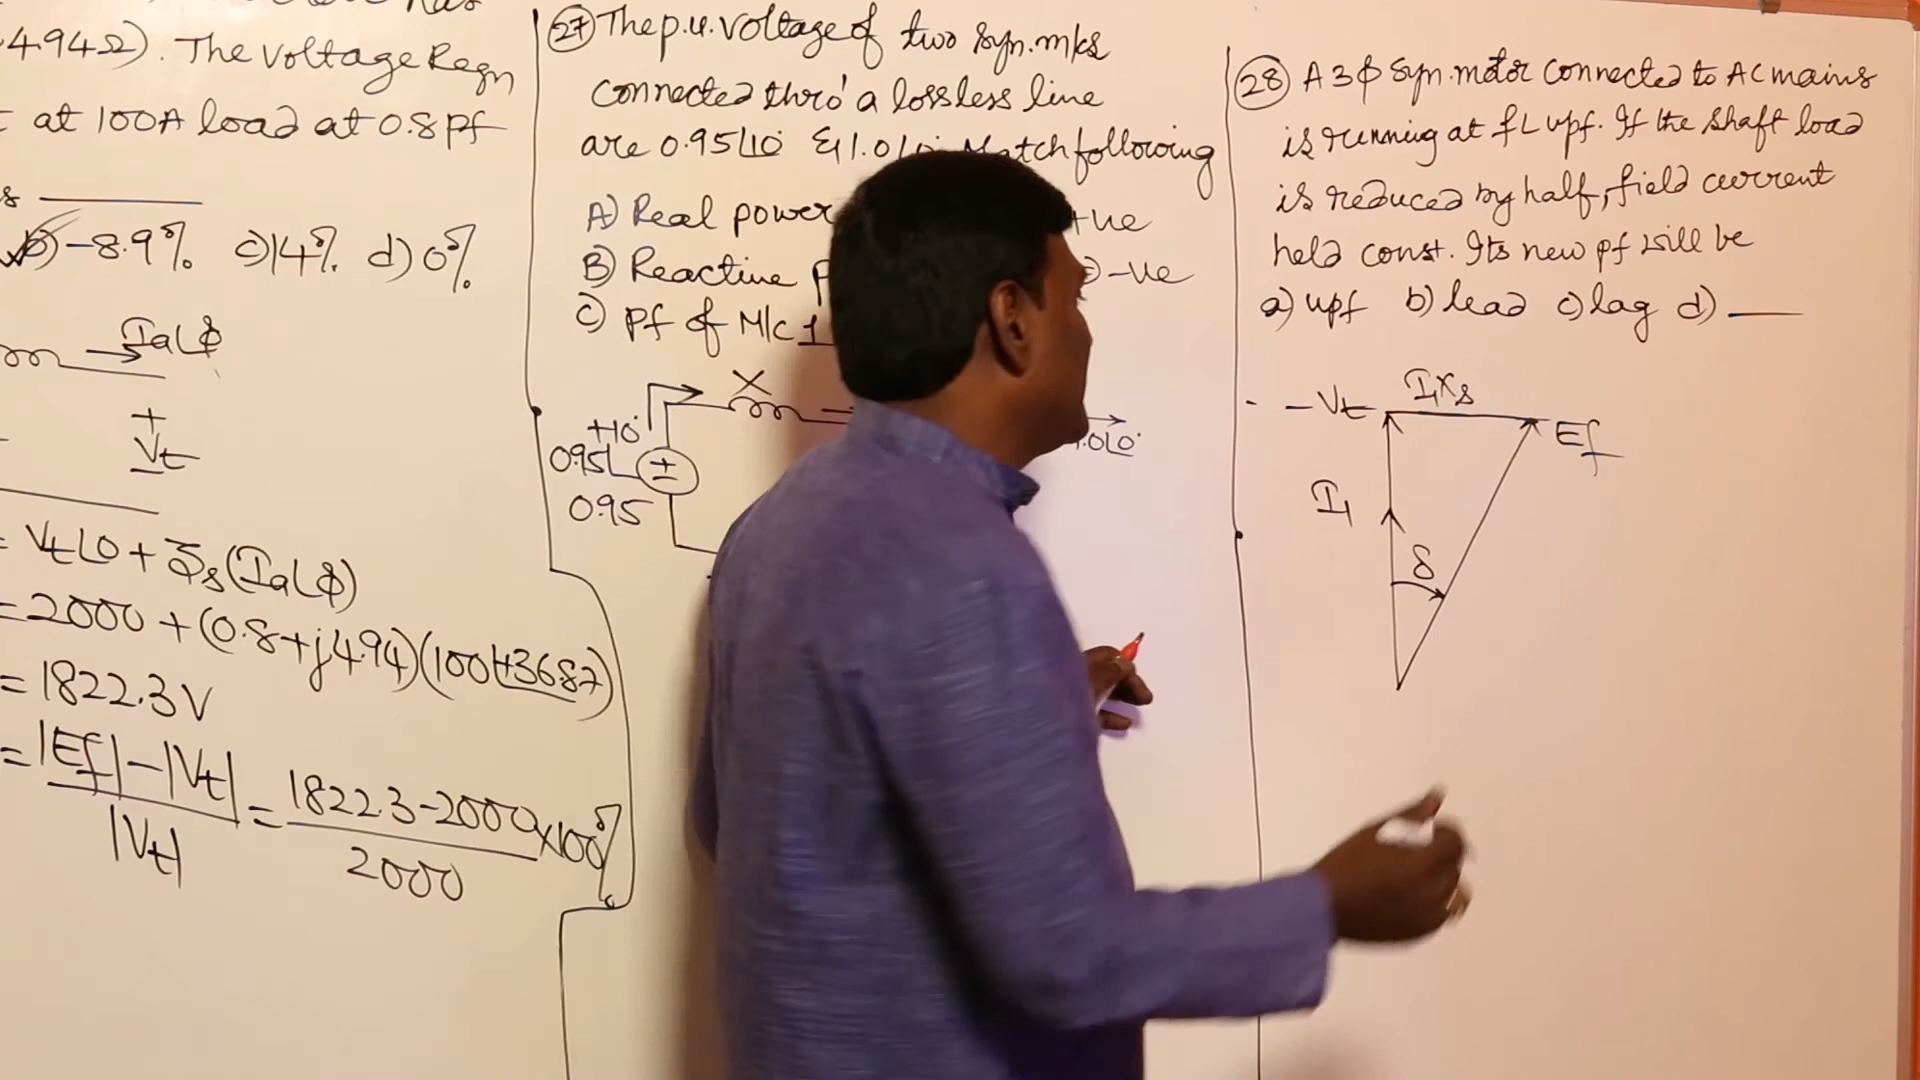 4.94Ω). The Voltage Regn
at 100A load at 0.8 pf
b) -8.9%. c) 14%. d) 0%
Ia∠ϕ
+
Vt
-
= Vt∠0 + Zs(Ia∠ϕ)
= 2000 + (0.8+j4.94)(100∠+36.87)
= 1822.3V
= |Ef| - |Vt| / |Vt| = 1822.3-2000 / 2000 ×100%
27 The p.u. voltage of two syn. m/cs
connected thro' a lossless line
are 0.95∠10° & 1.0∠0°. Match following
A) Real power +ve
B) Reactive -ve
C) Pf of M/c 1
X
+10°
0.95∠
±
0.95
1.0∠0°
28 A 3ϕ syn. motor connected to AC mains
is running at fL upf. If the shaft load
is reduced by half, field current
held const. Its new pf will be
a) upf b) lead c) lag d) ___
-Vt I1Xs Ef
I1
δ